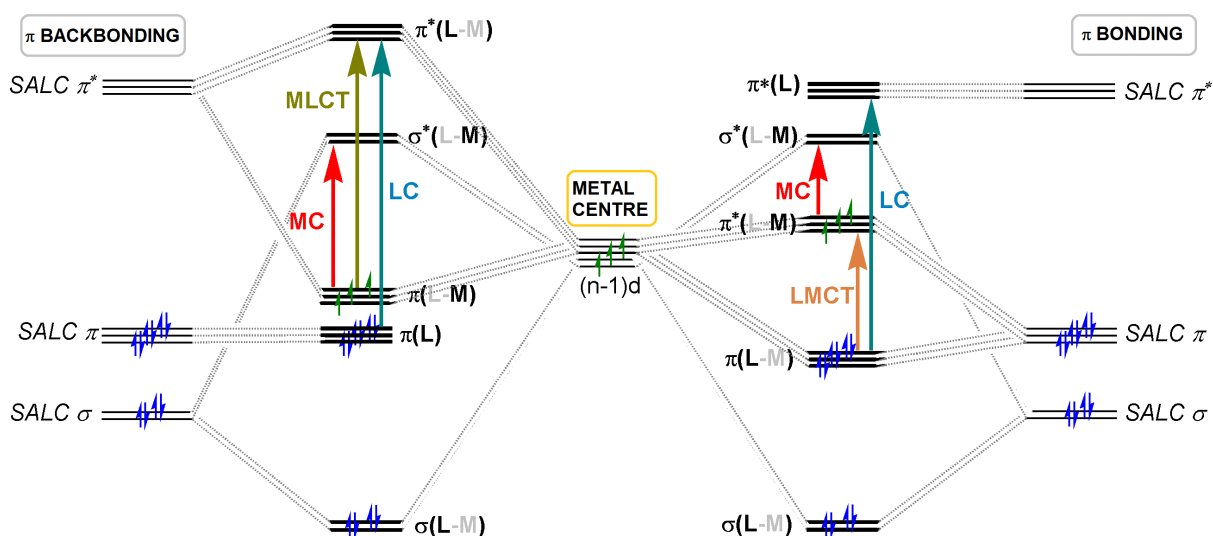 π BACKBONDING
π BONDING
π*(L-M)
SALC π*
π*(L)
SALC π*
MLCT
σ*(L-M)
σ*(L-M)
METAL
CENTRE
MC
LC
MC
LC
π*(L-M)
(n-1)d
π(L-M)
LMCT
SALC π
π(L)
π(L-M)
SALC π
SALC σ
SALC σ
σ(L-M)
σ(L-M)